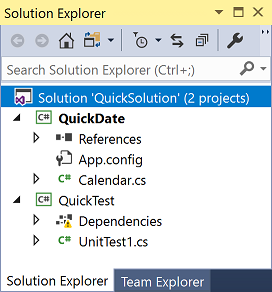 Solution Explorer
Search Solution Explorer (Ctrl+;)
Solution 'QuickSolution' (2 projects)
C# QuickDate
References
App.config
C# Calendar.cs
C# QuickTest
Dependencies
C# UnitTest1.cs
Solution Explorer Team Explorer